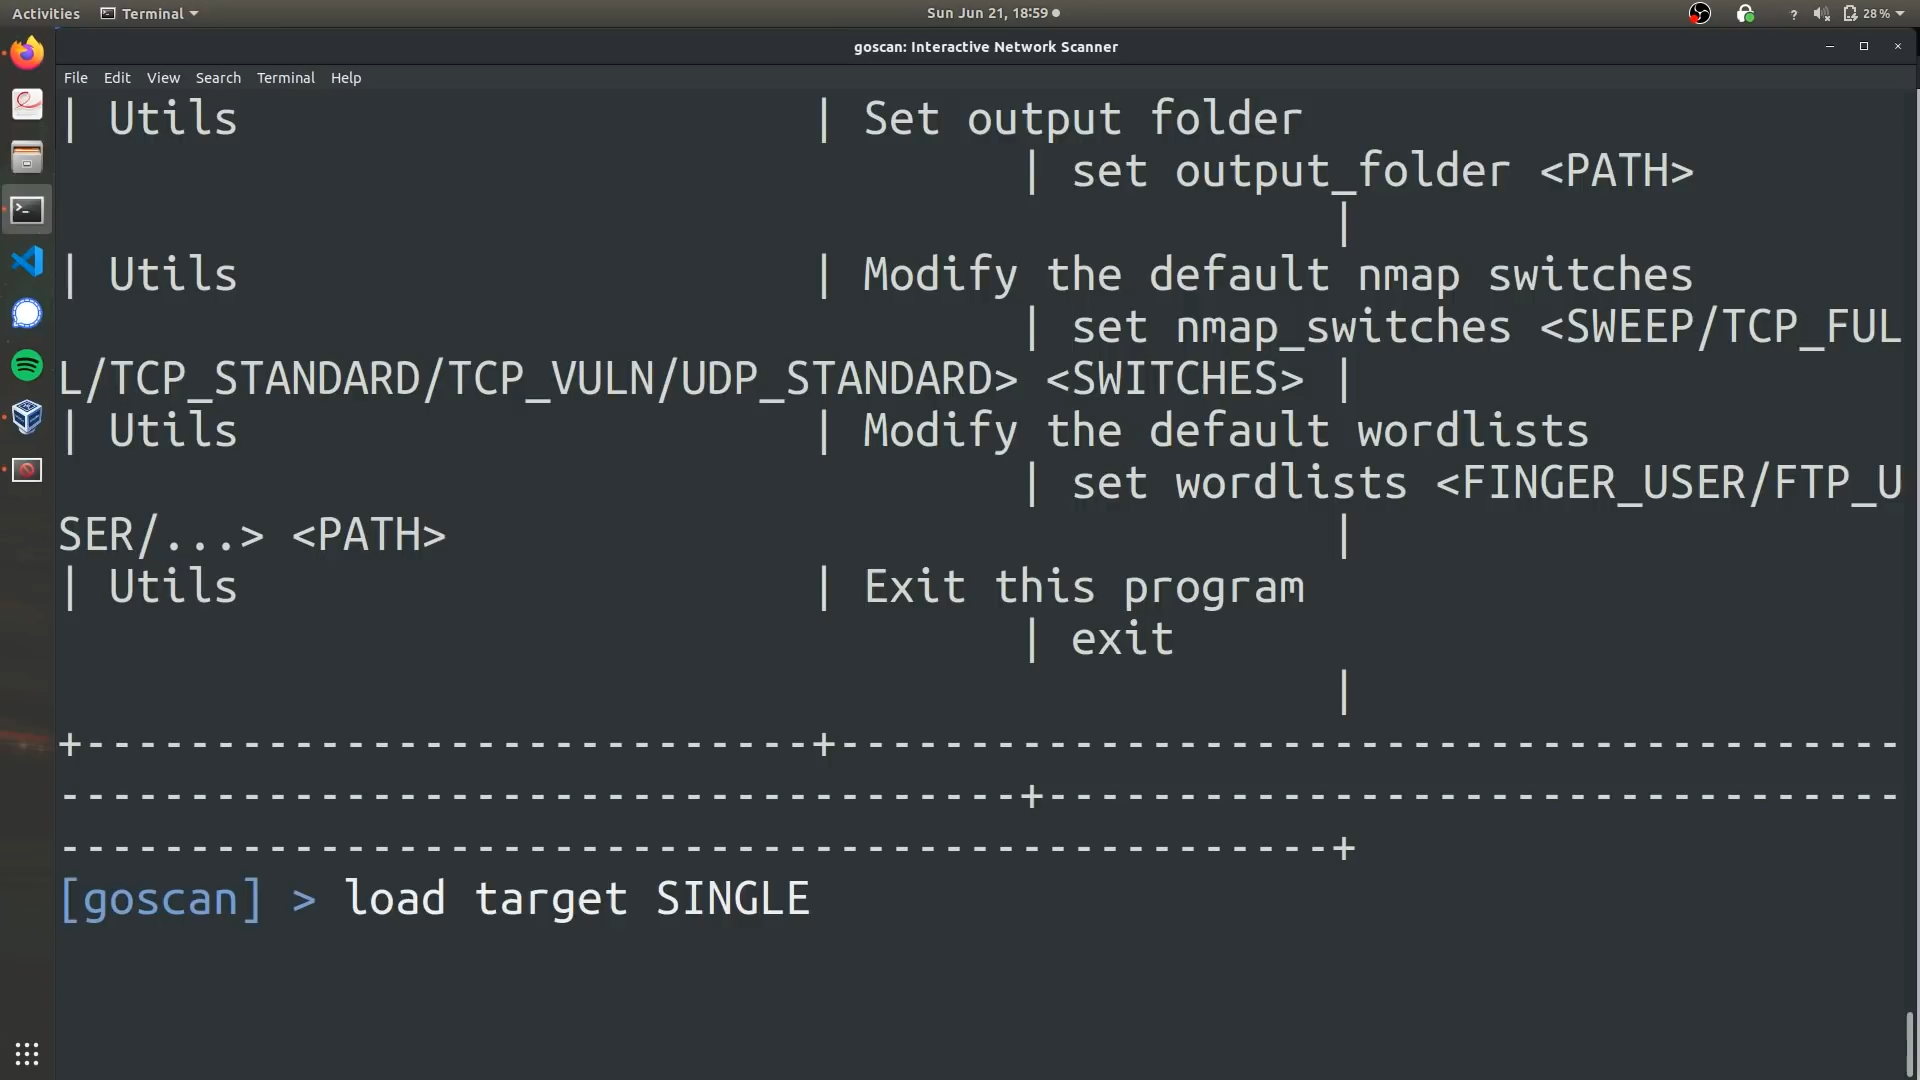 Activities Terminal Sun Jun 21, 18:59 ? 28 %
goscan: Interactive Network Scanner
File Edit View Search Terminal Help
| Utils | Set output folder
| set output_folder <PATH>
|
| Utils | Modify the default nmap switches
| set nmap_switches <SWEEP/TCP_FUL
L/TCP_STANDARD/TCP_VULN/UDP_STANDARD> <SWITCHES> |
| Utils | Modify the default wordlists
| set wordlists <FINGER_USER/FTP_U
SER/...> <PATH> |
| Utils | Exit this program
| exit
|
+-----------------------------+-----------------------------------------
-------------------------------------+---------------------------------
-------------------------------------------------+
[goscan] > load target SINGLE